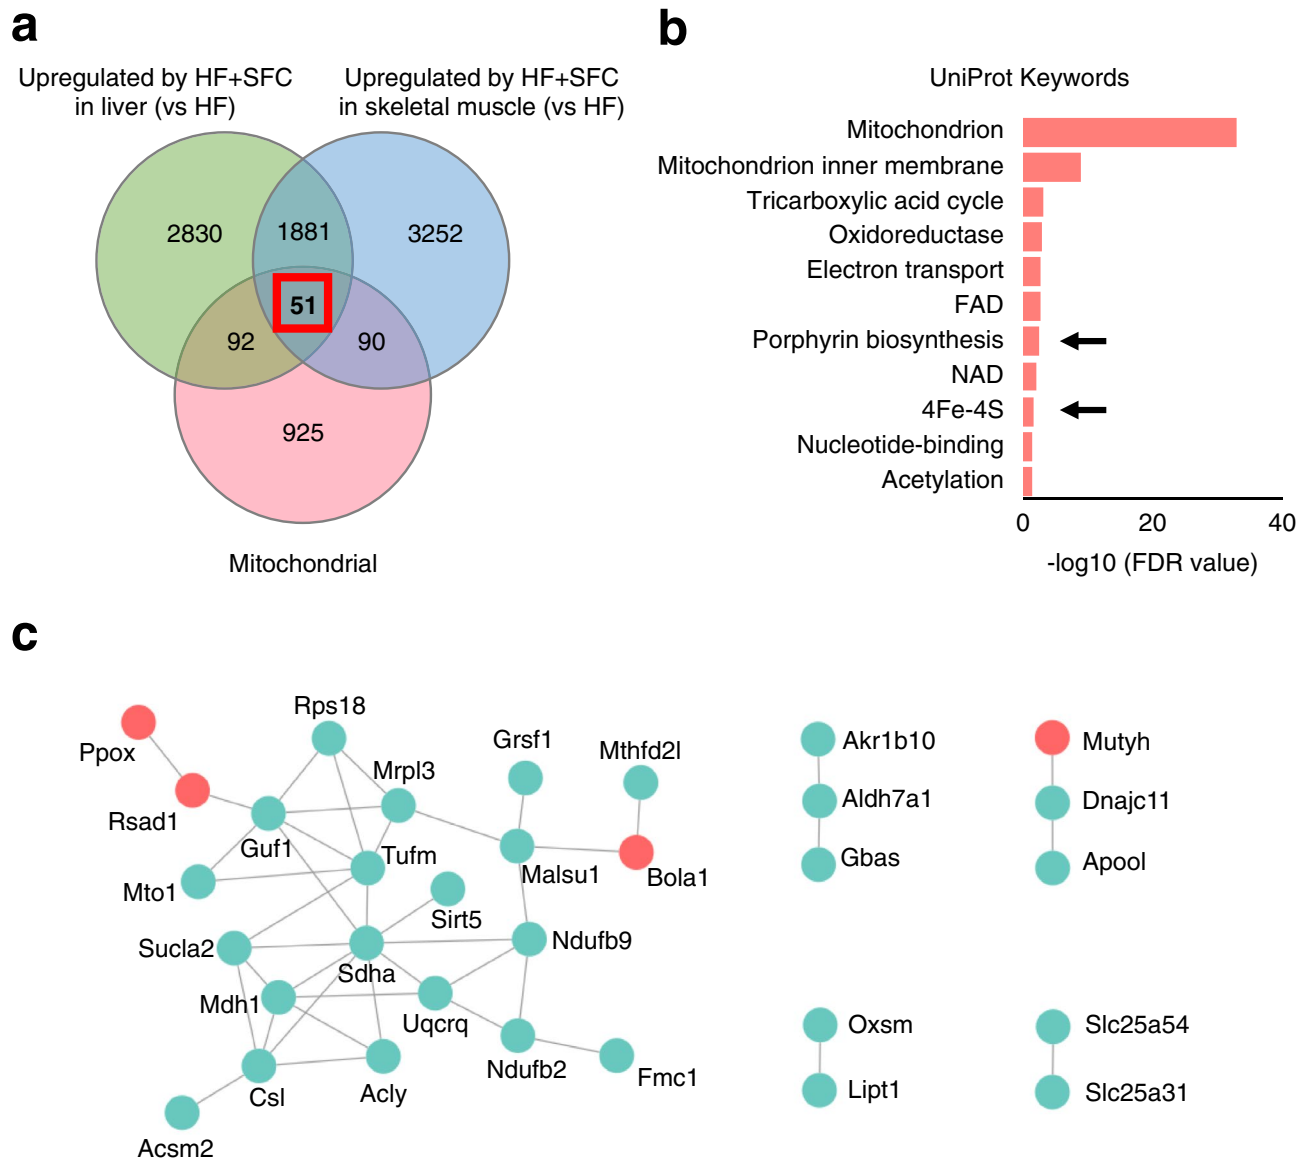 a
Upregulated by HF+SFC
in liver (vs HF)
Upregulated by HF+SFC
in skeletal muscle (vs HF)
2830
1881
3252
51
92
90
925
Mitochondrial
b
UniProt Keywords
Mitochondrion
Mitochondrion inner membrane
Tricarboxylic acid cycle
Oxidoreductase
Electron transport
FAD
Porphyrin biosynthesis
NAD
4Fe-4S
Nucleotide-binding
Acetylation
0 20 40
-log10 (FDR value)
c
Rps18
Ppox
Grsf1
Mthfd2l
Mrpl3
Rsad1
Guf1
Tufm
Malsu1
Bola1
Mto1
Sirt5
Sucla2
Ndufb9
Sdha
Mdh1
Uqcrq
Ndufb2
Fmc1
Csl
Acly
Acsm2
Akr1b10
Aldh7a1
Gbas
Mutyh
Dnajc11
Apool
Oxsm
Lipt1
Slc25a54
Slc25a31